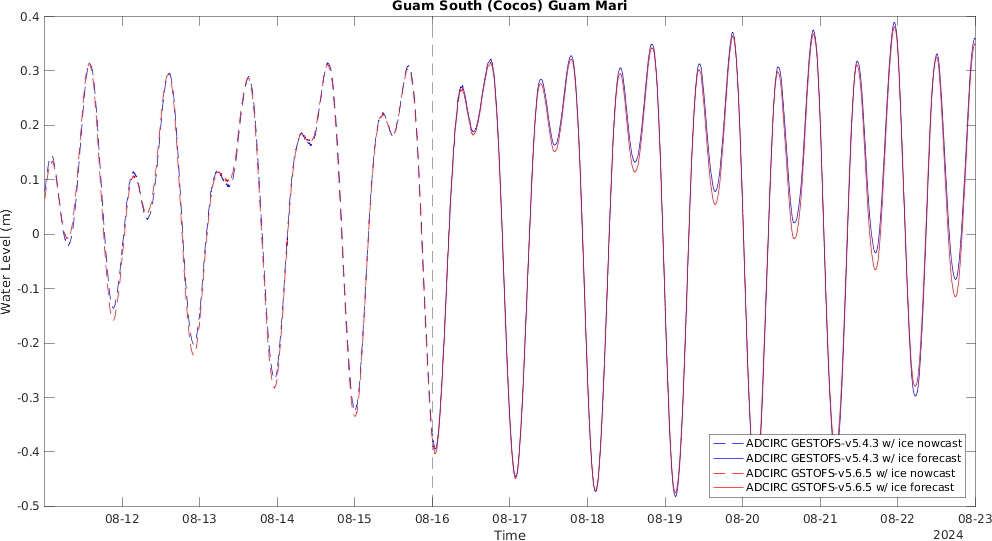 Guam South (Cocos) Guam Mari
Water Level (m)
0.4
0.3
0.2
0.1
0
-0.1
-0.2
-0.3
-0.4
-0.5
ADCIRC GESTOFS-v5.4.3 w/ ice nowcast
ADCIRC GESTOFS-v5.4.3 w/ ice forecast
ADCIRC GSTOFS-v5.6.5 w/ ice nowcast
ADCIRC GSTOFS-v5.6.5 w/ ice forecast
08-12 08-13 08-14 08-15 08-16 08-17 08-18 08-19 08-20 08-21 08-22 08-23
Time
2024